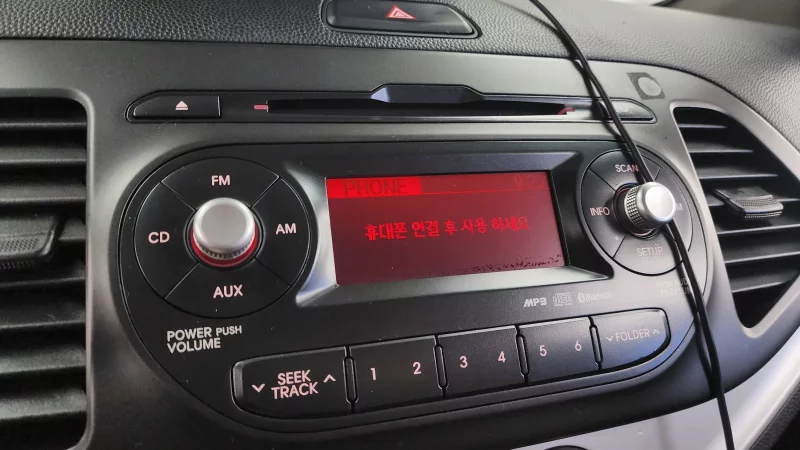 PHONE
휴대폰 연결 후 사용 하세요
FM
CD
AM
AUX
POWER PUSH
VOLUME
SCAN
INFO
SETUP
MP3
Bluetooth
SEEK
TRACK
1 2 3 4 5 6
FOLDER